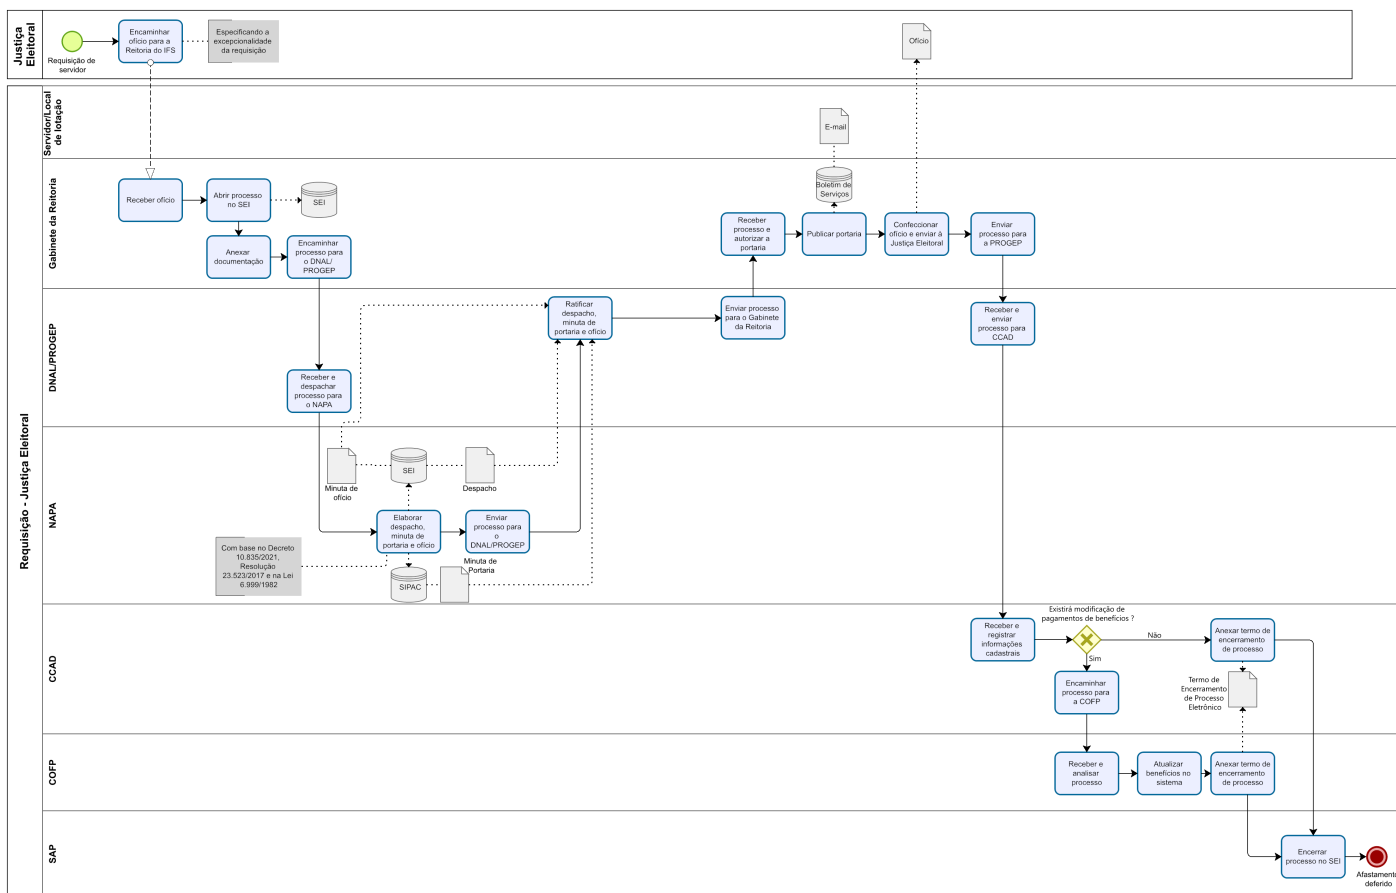 Justiça
Eleitoral
Requisição de
servidor
Encaminhar
ofício para a
Reitoria do IFS
Especificando a
excepcionalidade
da requisição
Ofício
Requisição - Justiça Eleitoral
Servidor/Local
de lotação
E-mail
Gabinete da Reitoria
Receber ofício
Abrir processo
no SEI
SEI
Anexar
documentação
Encaminhar
processo para
o DNAL/
PROGEP
Boletim de
Serviços
Receber
processo e
autorizar a
portaria
Publicar portaria
Confeccionar
ofício e enviar à
Justiça Eleitoral
Enviar
processo para
a PROGEP
DNAL/PROGEP
Ratificar
despacho,
minuta de
portaria e ofício
Enviar processo
para o Gabinete
da Reitoria
Receber e
enviar
processo para
CCAD
Receber e
despachar
processo para
o NAPA
NAPA
Minuta de
ofício
SEI
Despacho
Elaborar
despacho,
minuta de
portaria e ofício
Enviar
processo para
o
DNAL/PROGEP
Com base no Decreto
10.835/2021,
Resolução
23.523/2017 e na Lei
6.999/1982
SIPAC
Minuta de
Portaria
CCAD
Receber e
registrar
informações
cadastrais
Existirá modificação de
pagamentos de benefícios ?
Não
Sim
Anexar termo de
encerramento
de processo
Encaminhar
processo para
a COFP
Termo de
Encerramento
de Processo
Eletrônico
COFP
Receber e
analisar
processo
Atualizar
benefícios no
sistema
Anexar termo de
encerramento
de processo
SAP
Encerrar
processo no SEI
Afastamento
deferido